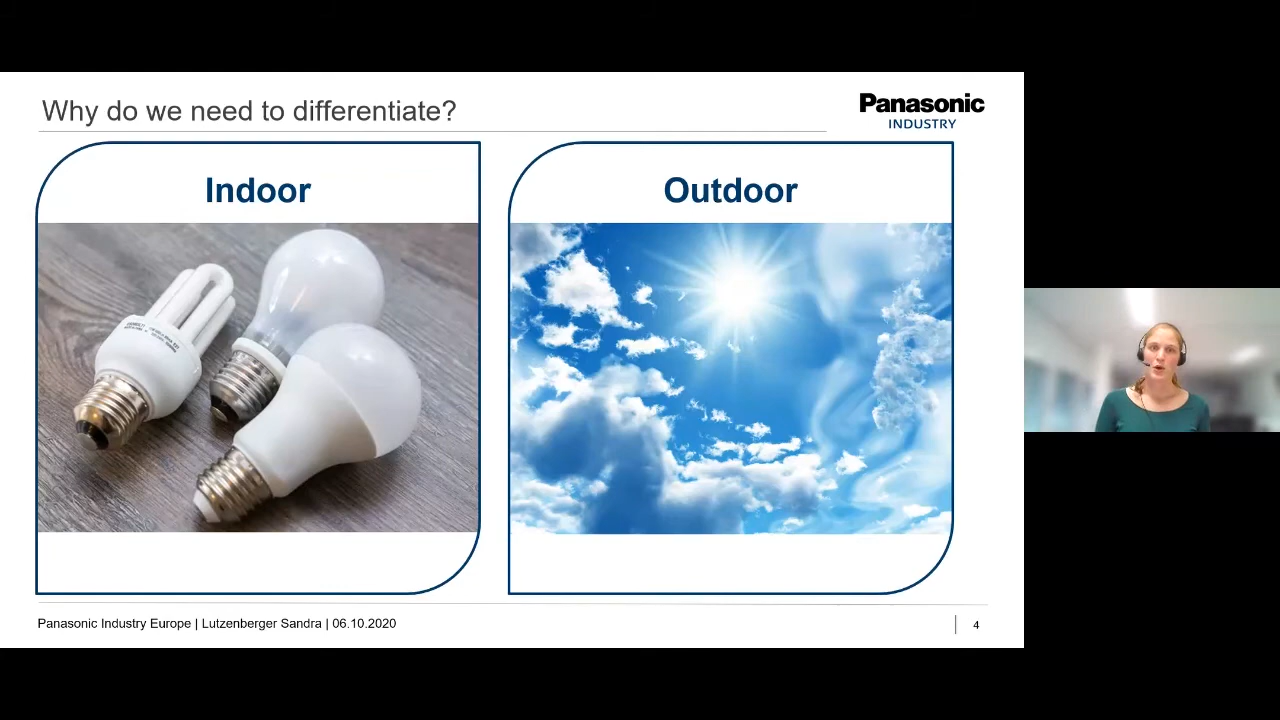 Why do we need to differentiate?
Panasonic
INDUSTRY
Indoor
Outdoor
Panasonic Industry Europe | Lutzenberger Sandra | 06.10.2020
4